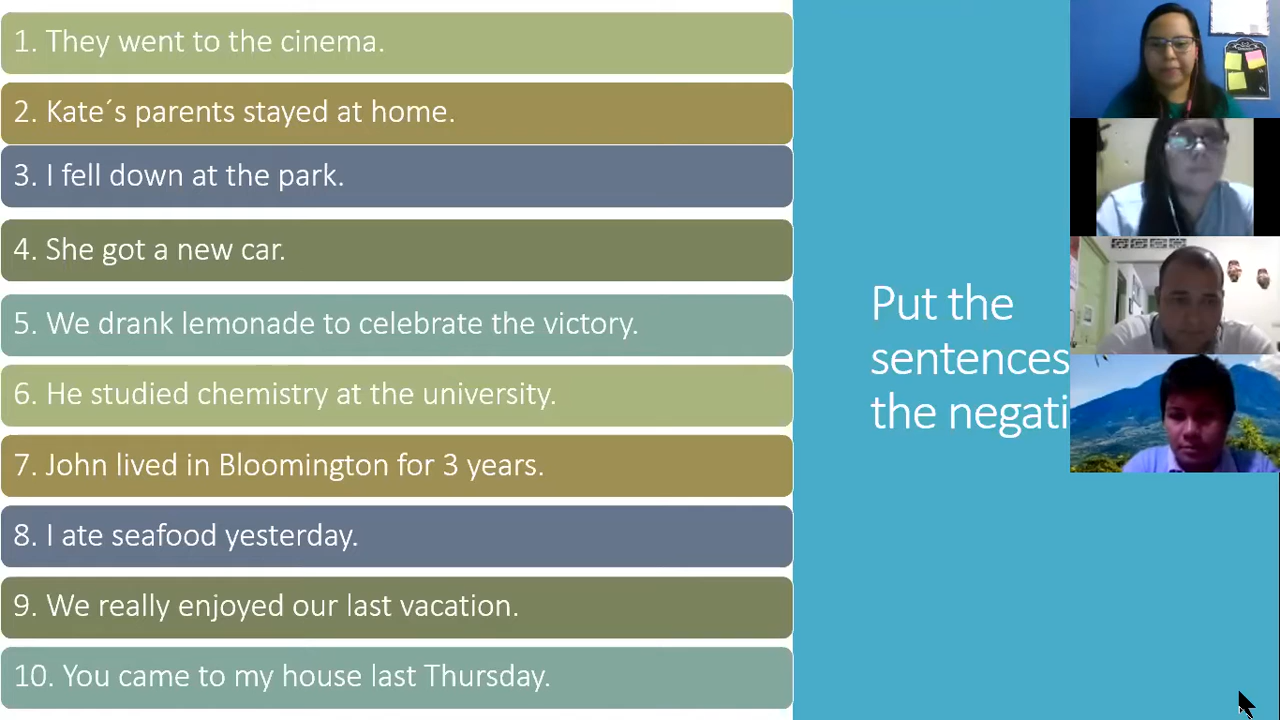 1. They went to the cinema.
2. Kate´s parents stayed at home.
3. I fell down at the park.
4. She got a new car.
5. We drank lemonade to celebrate the victory.
6. He studied chemistry at the university.
7. John lived in Bloomington for 3 years.
8. I ate seafood yesterday.
9. We really enjoyed our last vacation.
10. You came to my house last Thursday.
Put the
sentences
the